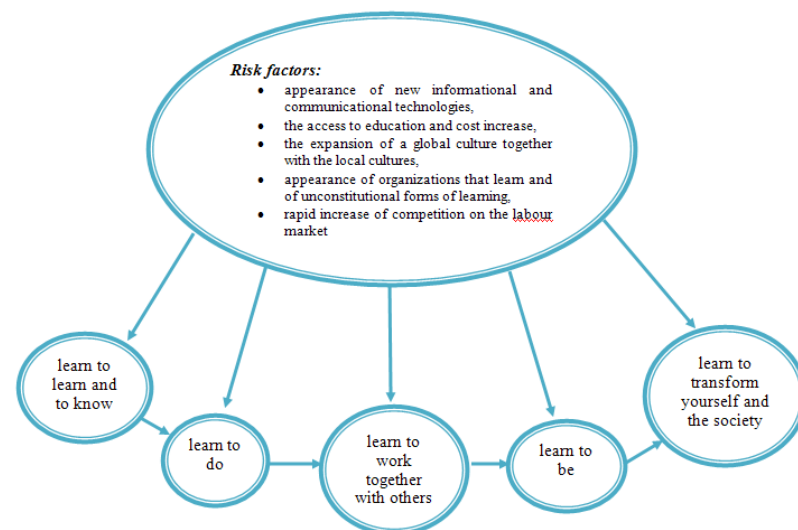 Risk factors:
• appearance of new informational and
communicational technologies,
• the access to education and cost increase,
• the expansion of a global culture together
with the local cultures,
• appearance of organizations that learn and
of unconstitutional forms of learning,
• rapid increase of competition on the labour
market
learn to
learn and
to know
learn to
do
learn to
work
together
with others
learn to
be
learn to
transform
yourself and
the society